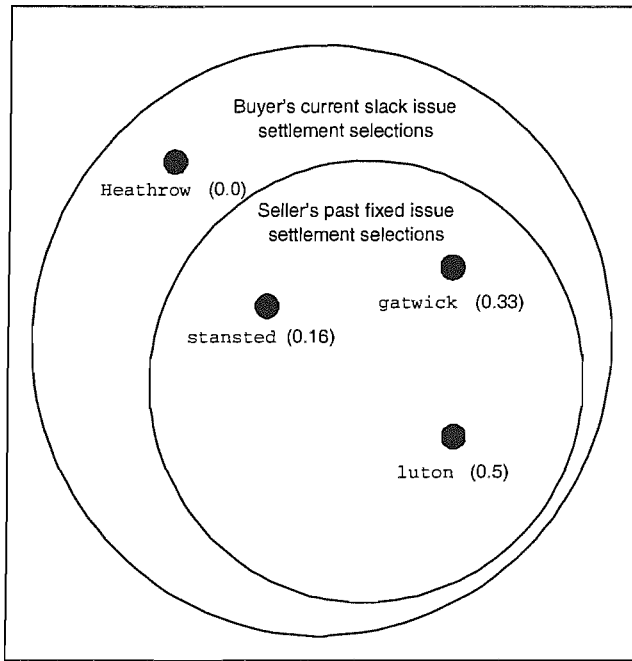 Buyer's current slack issue
settlement selections
Heathrow (0.0)
Seller's past fixed issue
settlement selections
gatwick (0.33)
stansted (0.16)
luton (0.5)